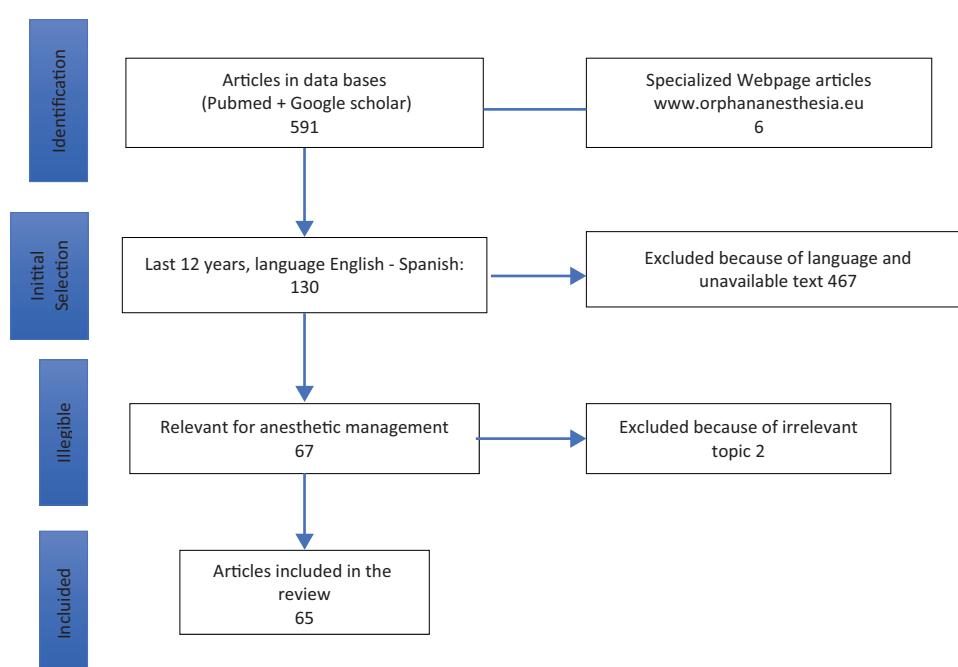 Identification
Articles in data bases
(Pubmed + Google scholar)
591
Specialized Webpage articles
www.orphananesthesia.eu
6
Initital
Selection
Last 12 years, language English - Spanish:
130
Excluded because of language and
unavailable text 467
Illegible
Relevant for anesthetic management
67
Excluded because of irrelevant
topic 2
Incluided
Articles included in the
review
65